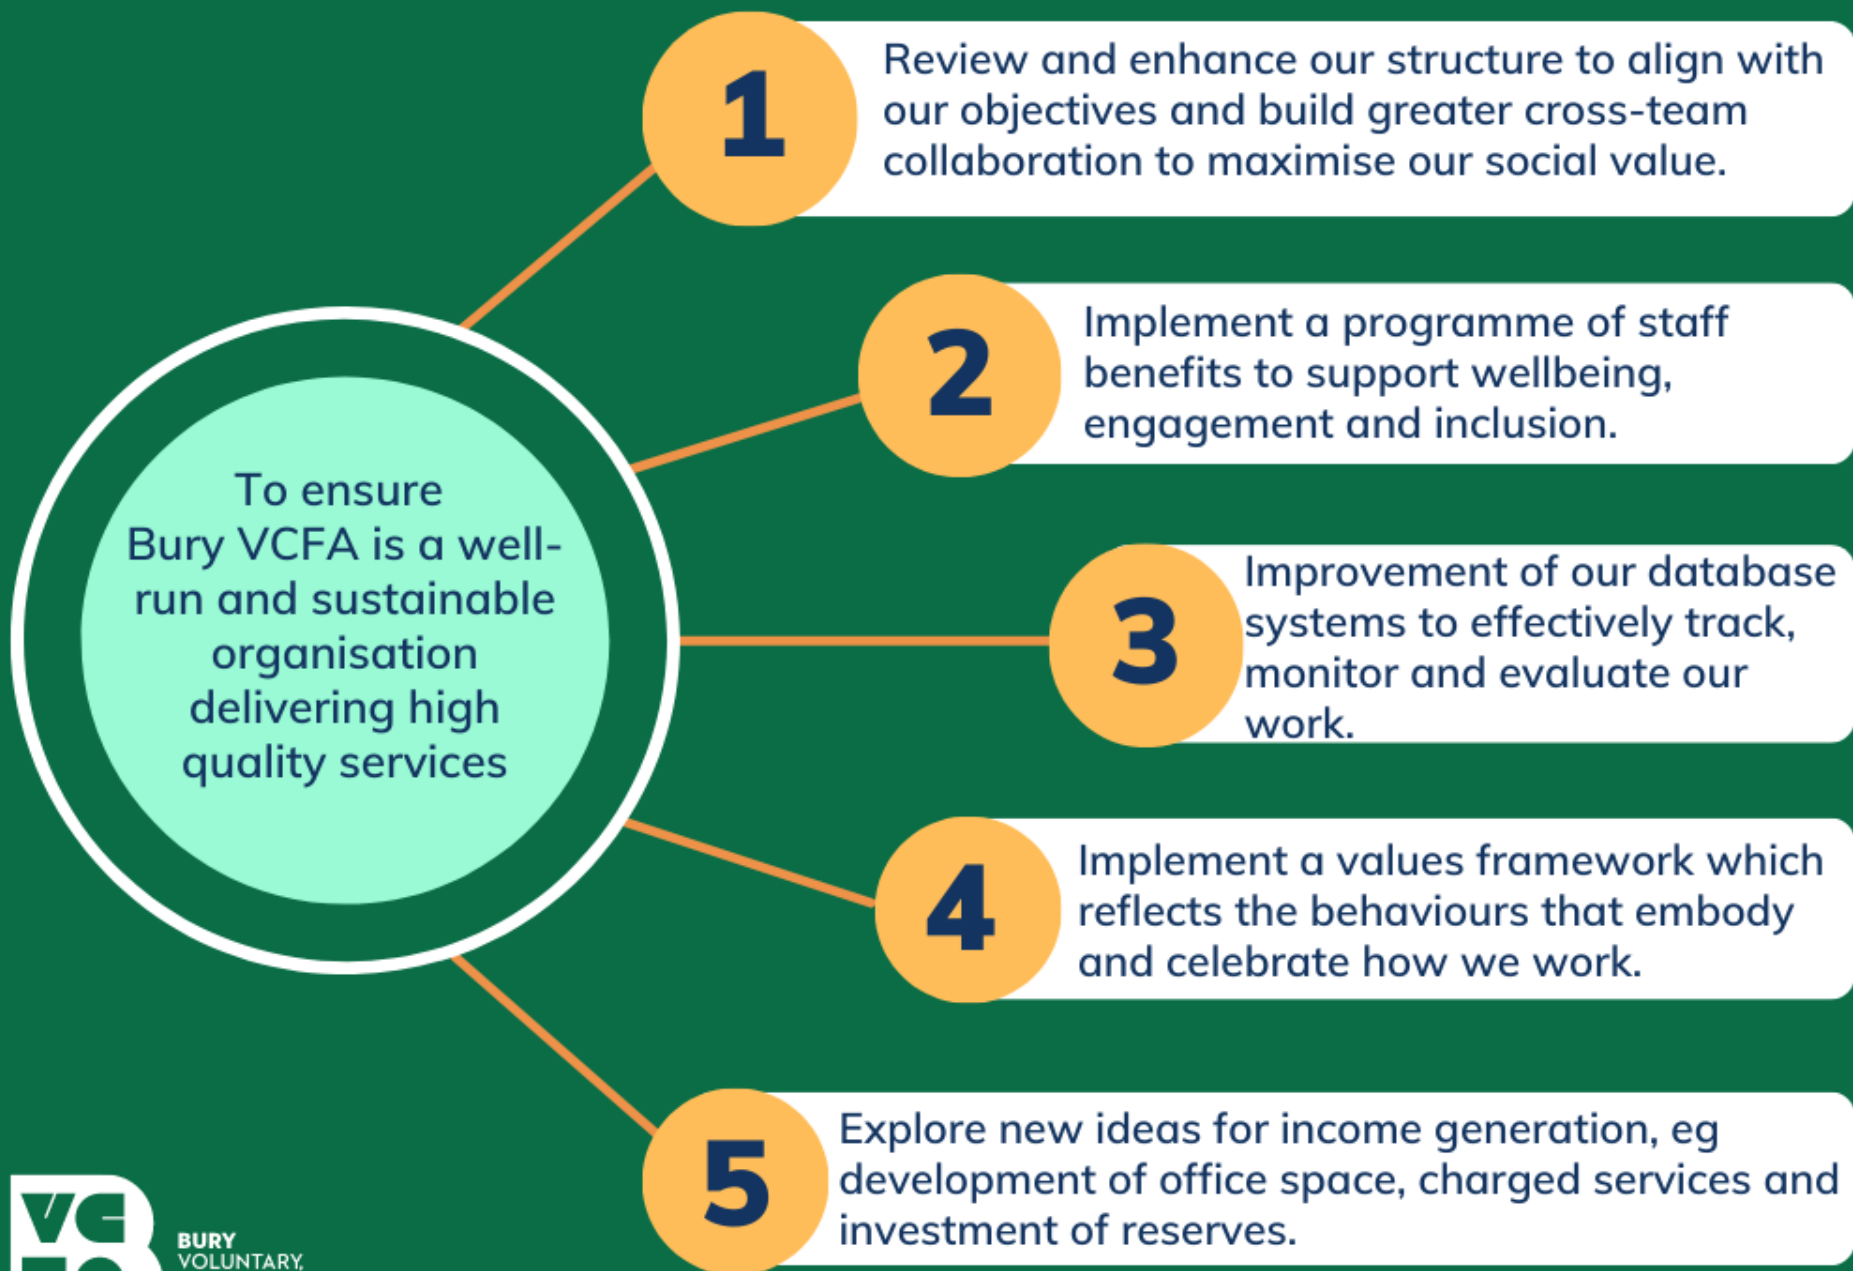 To ensure
Bury VCFA is a well-
run and sustainable
organisation
delivering high
quality services
1
Review and enhance our structure to align with
our objectives and build greater cross-team
collaboration to maximise our social value.
2
Implement a programme of staff
benefits to support wellbeing,
engagement and inclusion.
3
Improvement of our database
systems to effectively track,
monitor and evaluate our
work.
4
Implement a values framework which
reflects the behaviours that embody
and celebrate how we work.
5
Explore new ideas for income generation, eg
development of office space, charged services and
investment of reserves.
VC
BURY
VOLUNTARY,